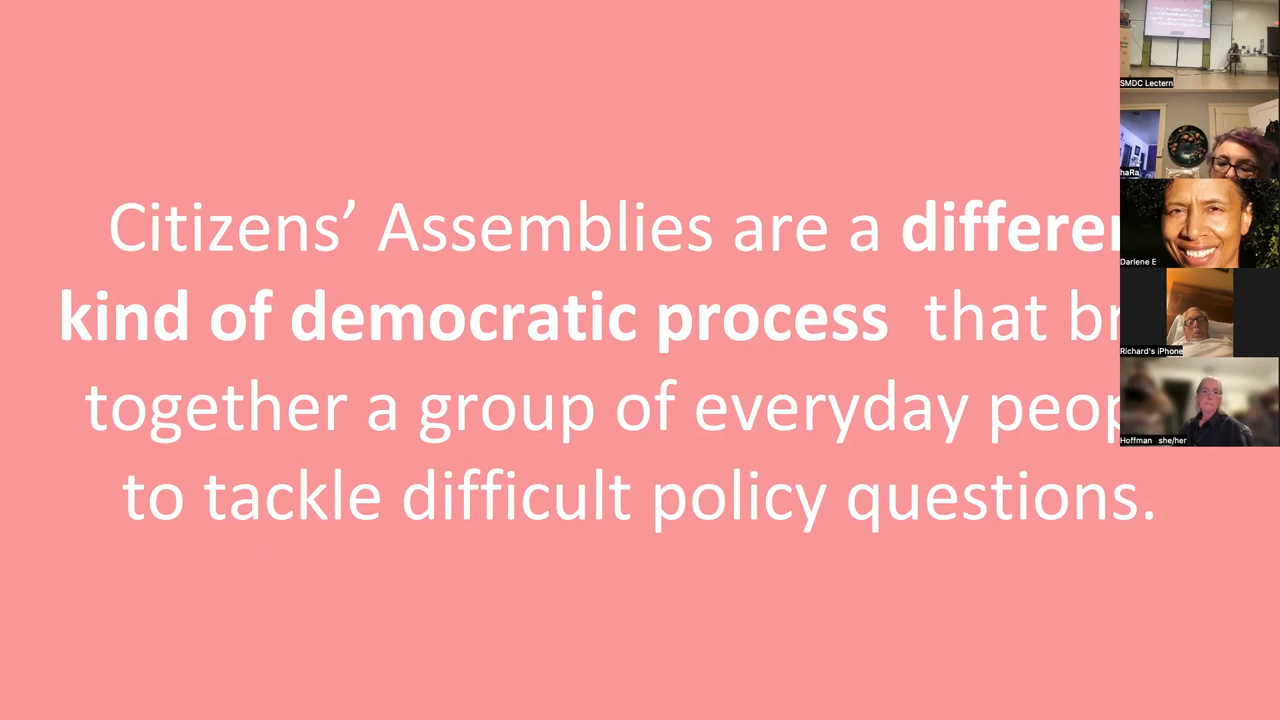 Citizens’ Assemblies are a differen
kind of democratic process that br
together a group of everyday peop
to tackle difficult policy questions.
SMDC Lectern
haRa
Darlene E
Richard's iPhone
Hoffman she/her